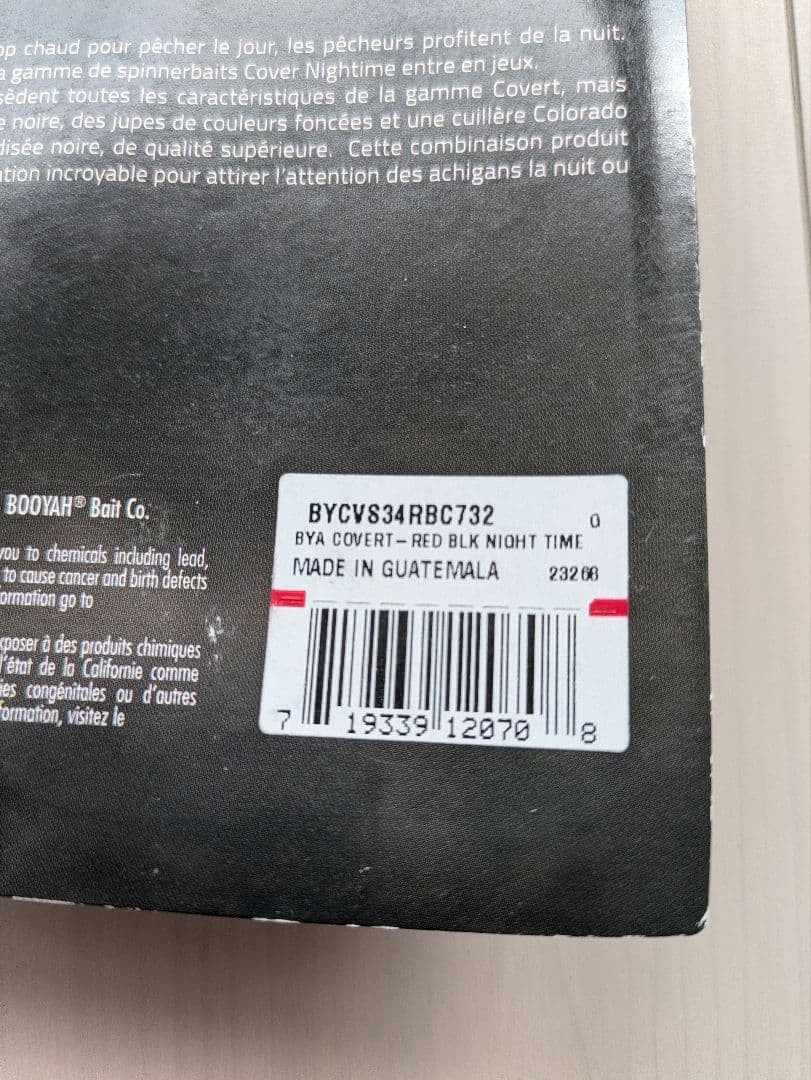 chaud pour pêcher le jour, les pêcheurs profitent de la nuit.
a gamme de spinnerbaits Cover Nightime entre en jeux.
sèdent toutes les caractéristiques de la gamme Covert, mais
e noire, des jupes de couleurs foncées et une cuillère Colorado
disée noire, de qualité supérieure. Cette combinaison produit
ation incroyable pour attirer l'attention des achigans la nuit ou
BOOYAH® Bait Co.
you to chemicals including lead,
to cause cancer and birth defects
ormation go to
xposer à des produits chimiques
l'état de la Californie comme
ies congénitales ou d'autres
formation, visitez le
BYCVS34RBC732
0
BYA COVERT-RED BLK NIGHT TIME
MADE IN GUATEMALA 23268
7 19339 12070 8